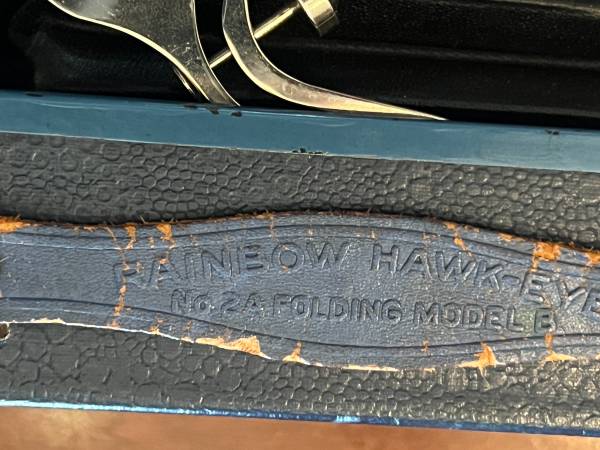 RAINBOW HAWK-EYE
No. 2A FOLDING MODEL B